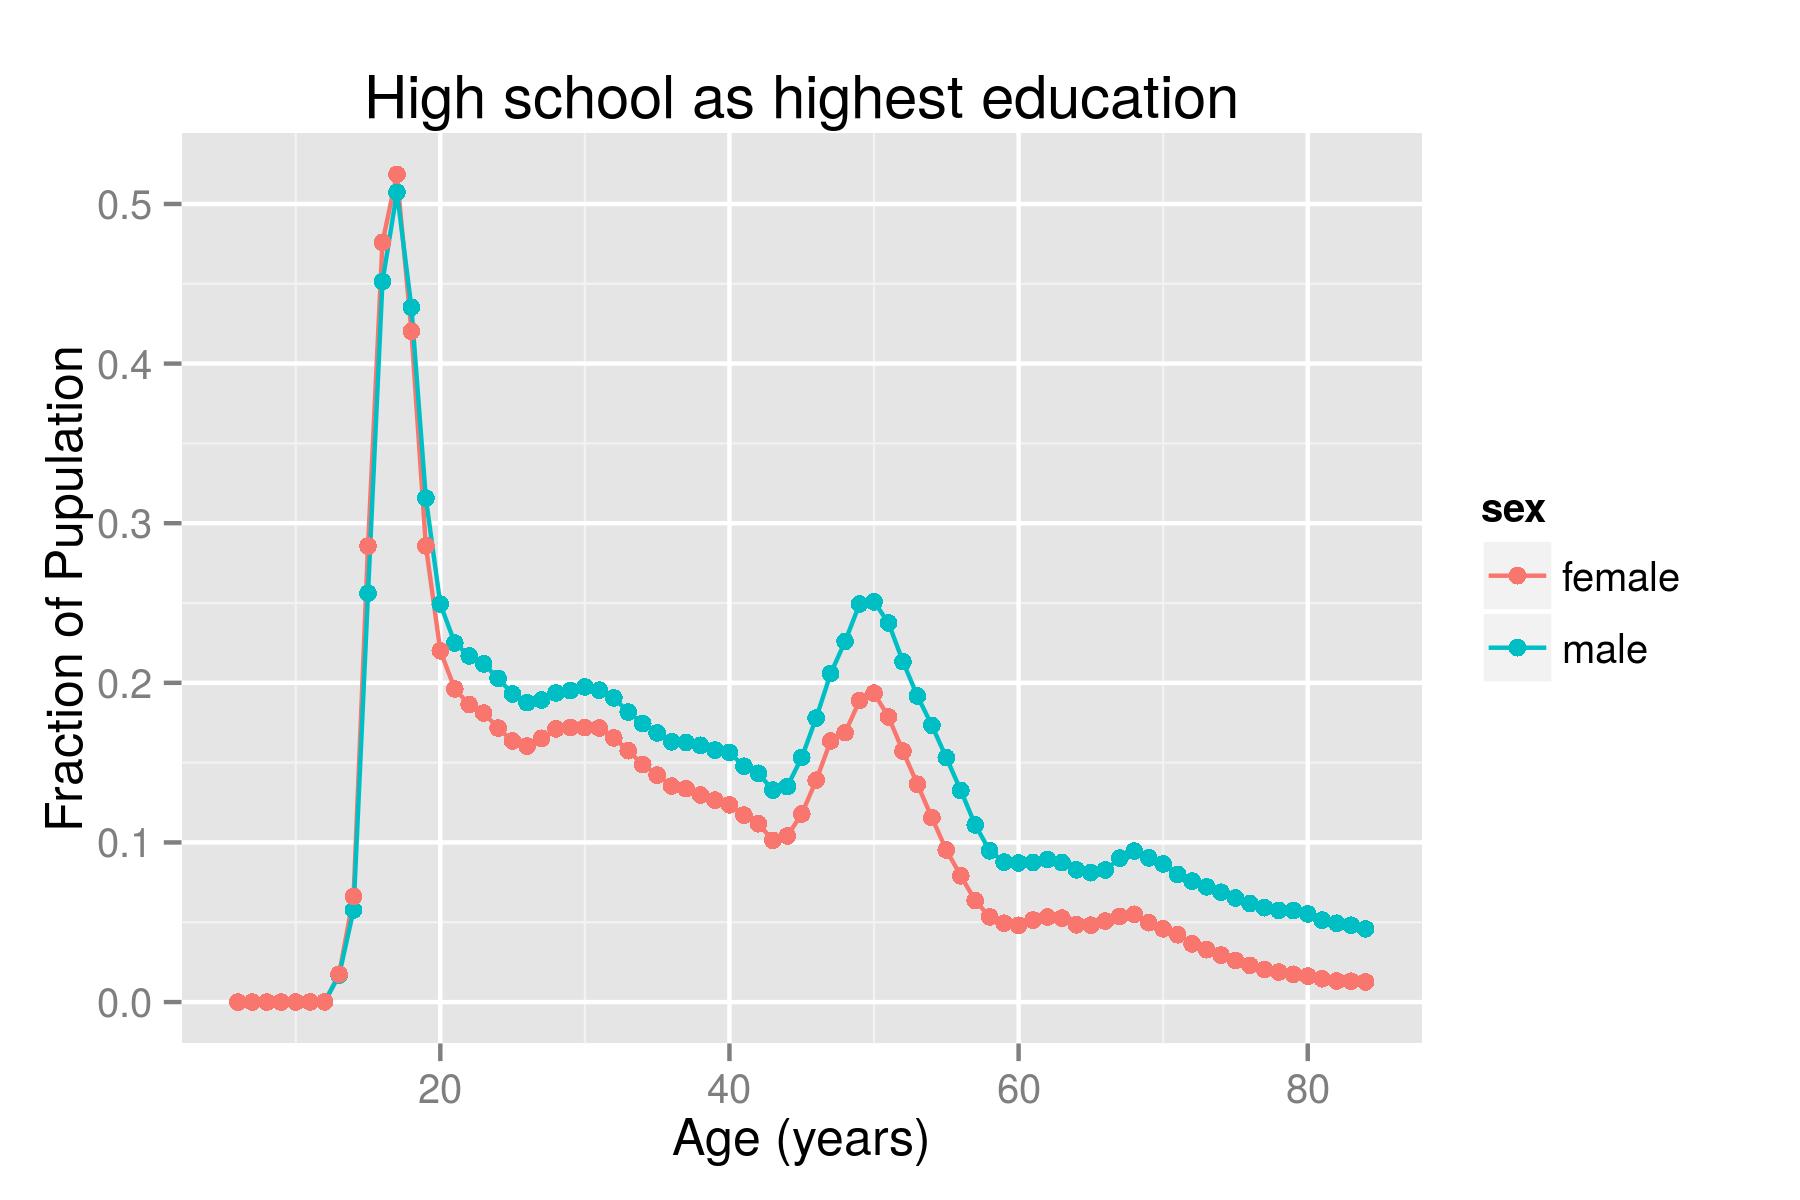 High school as highest education
Fraction of Pupulation
0.5
0.4
0.3
0.2
0.1
0.0
20 40 60 80
Age (years)
sex
female
male